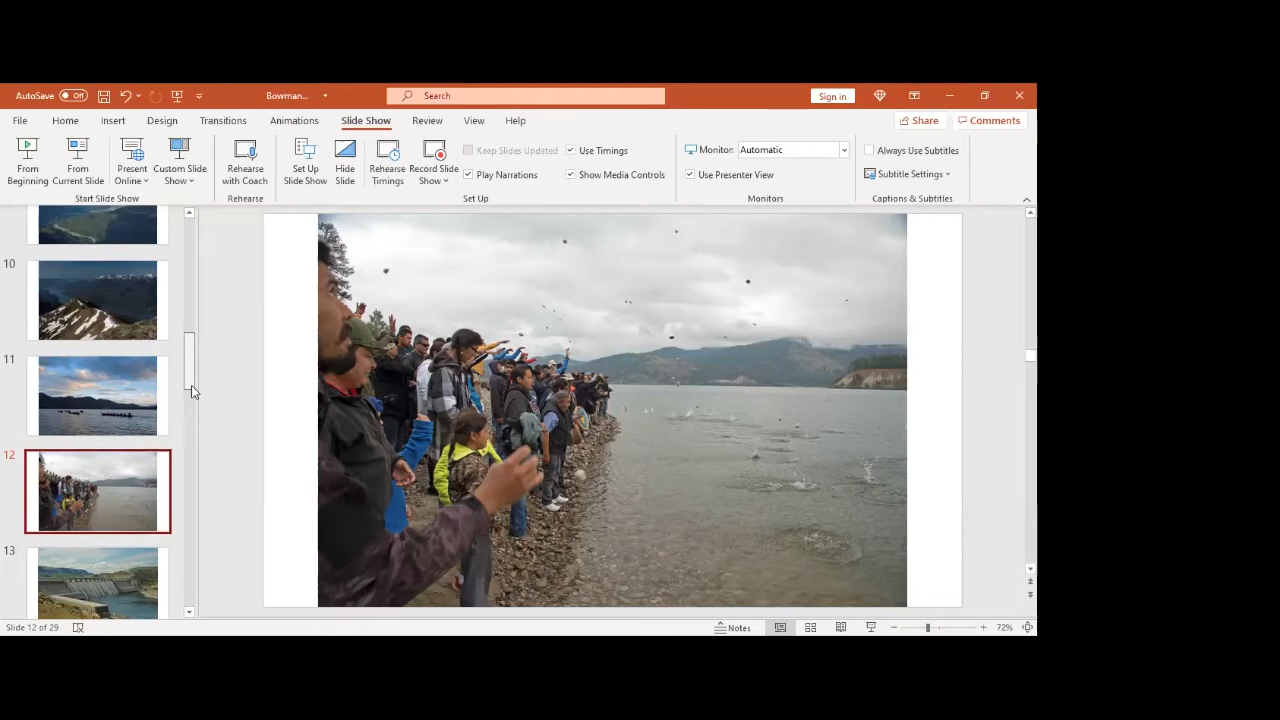 AutoSave Off Bowman... Search Sign in
File Home Insert Design Transitions Animations Slide Show Review View Help Share Comments
From Beginning
From Current Slide
Present Online
Custom Slide Show
Rehearse with Coach
Set Up Slide Show
Hide Slide
Rehearse Timings
Record Slide Show
Keep Slides Updated
Play Narrations
Use Timings
Show Media Controls
Monitor: Automatic
Use Presenter View
Always Use Subtitles
Subtitle Settings
Start Slide Show Rehearse Set Up Monitors Captions & Subtitles
10
11
12
13
Slide 12 of 29 Notes 72%